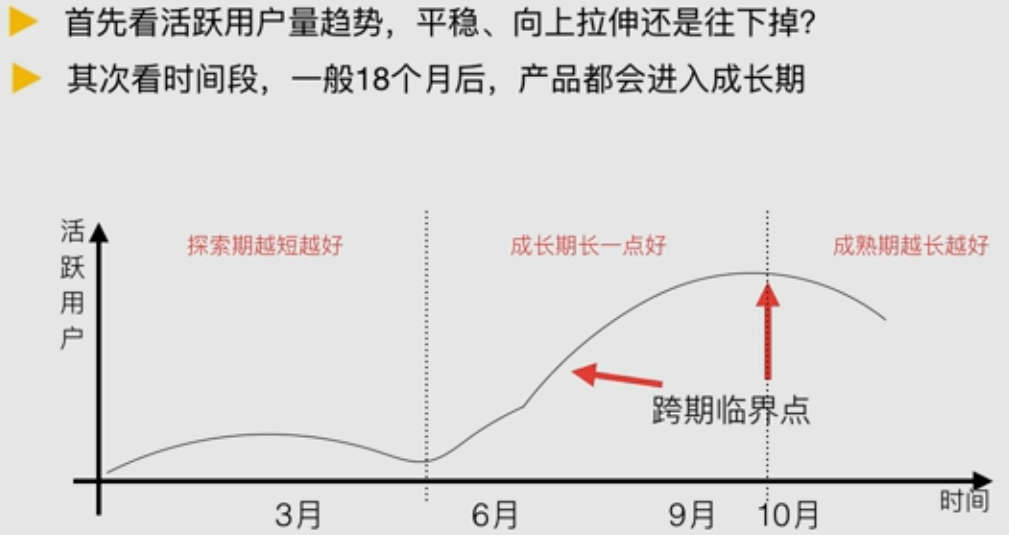 首先看活跃用户量趋势，平稳、向上拉伸还是往下掉？
其次看时间段，一般18个月后，产品都会进入成长期
活跃用户
探索期越短越好
成长期长一点好
成熟期越长越好
跨期临界点
时间
3月
6月
9月
10月